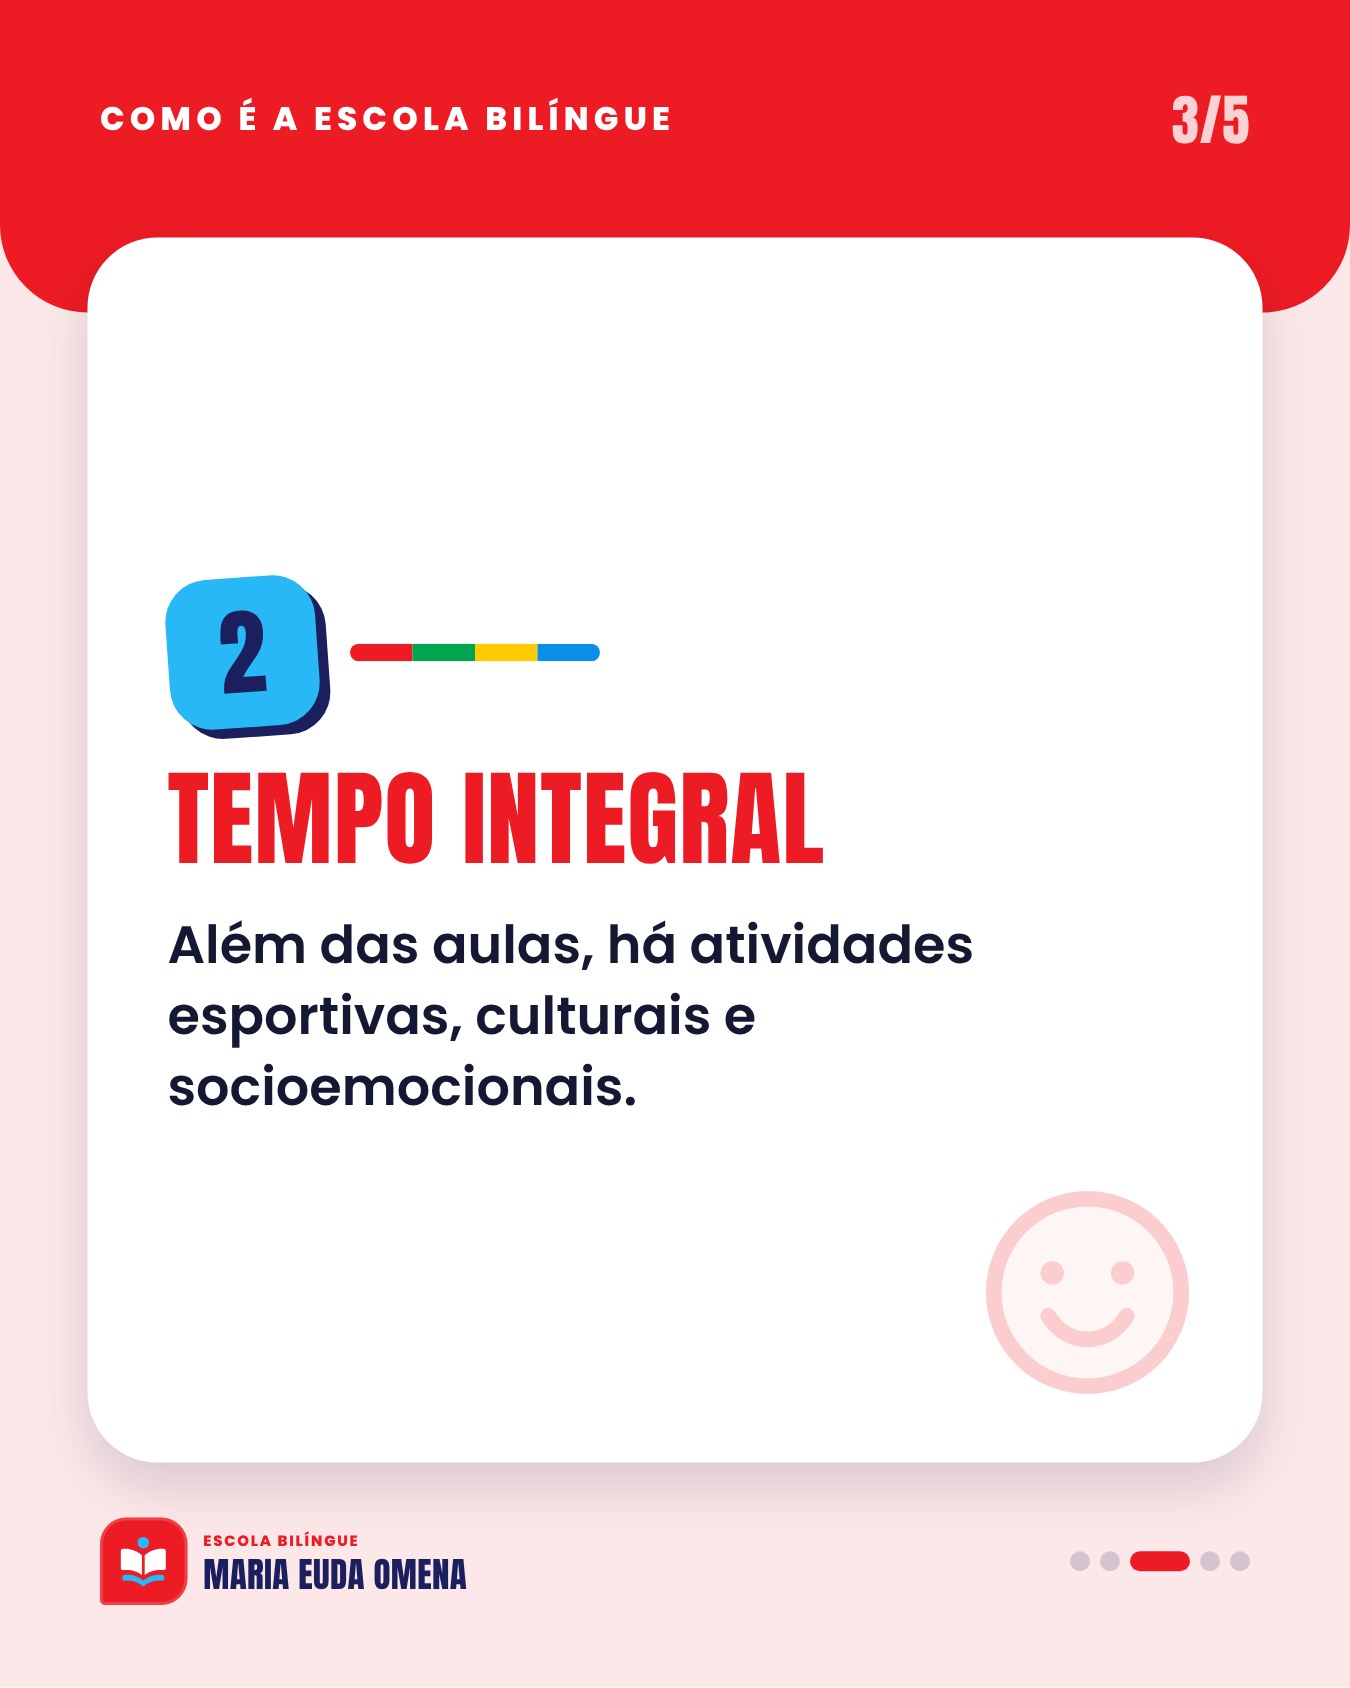 COMO É A ESCOLA BILÍNGUE
3/5
2
TEMPO INTEGRAL
Além das aulas, há atividades
esportivas, culturais e
socioemocionais.
ESCOLA BILÍNGUE
MARIA EUDA OMENA